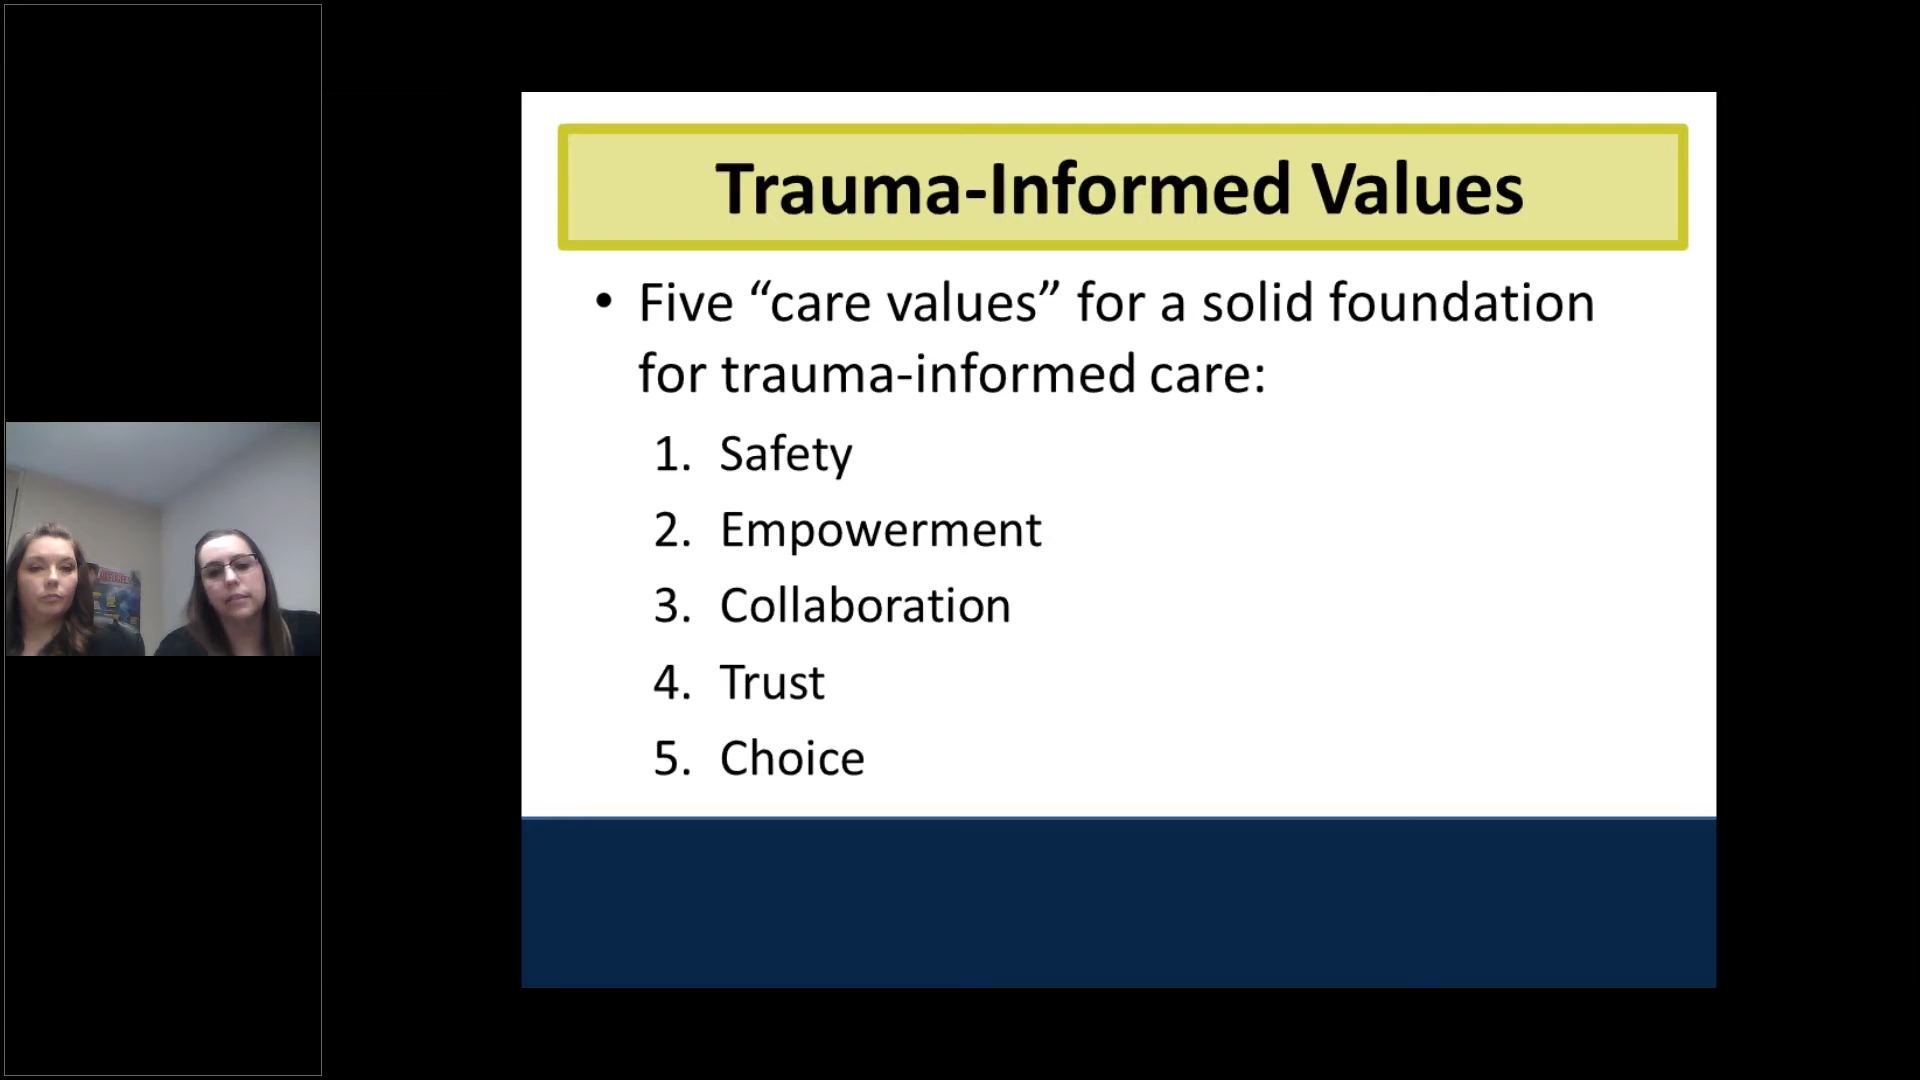 Trauma-Informed Values
• Five “care values” for a solid foundation
for trauma-informed care:
1. Safety
2. Empowerment
3. Collaboration
4. Trust
5. Choice